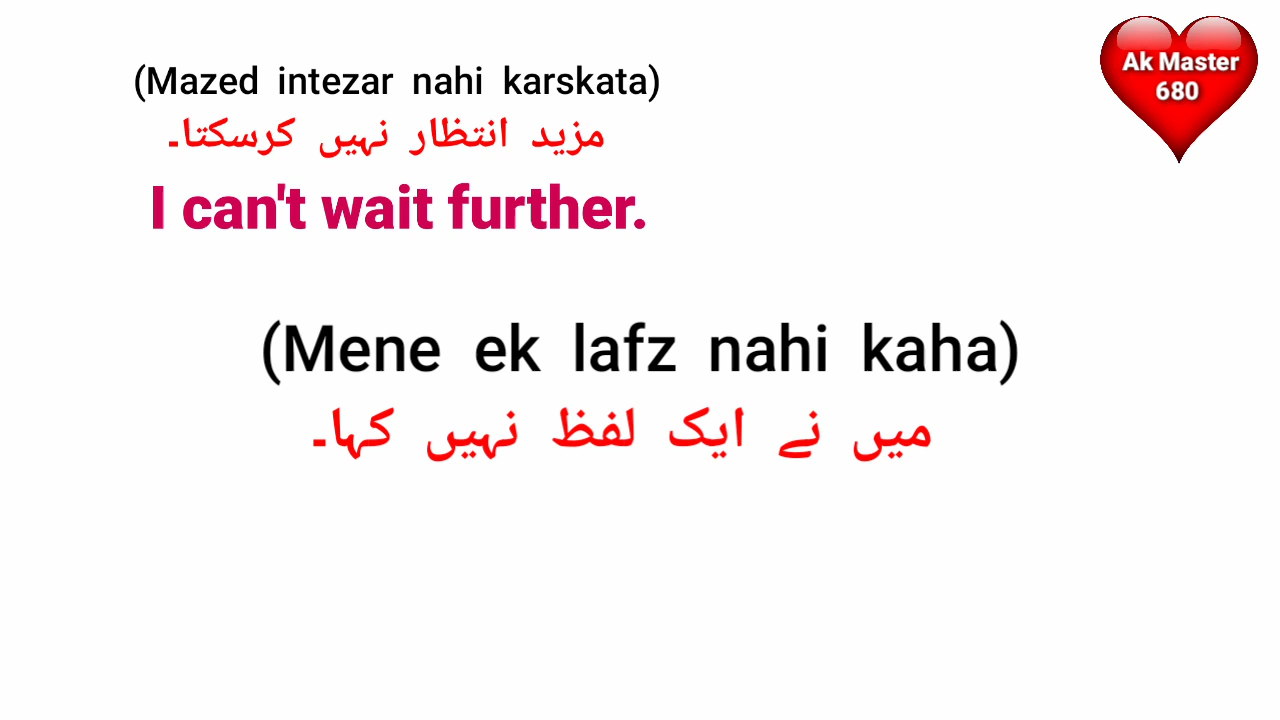 (Mazed intezar nahi karskata)
مزید انتظار نہیں کرسکتا۔
I can't wait further.
(Mene ek lafz nahi kaha)
میں نے ایک لفظ نہیں کہا۔
Ak Master
680